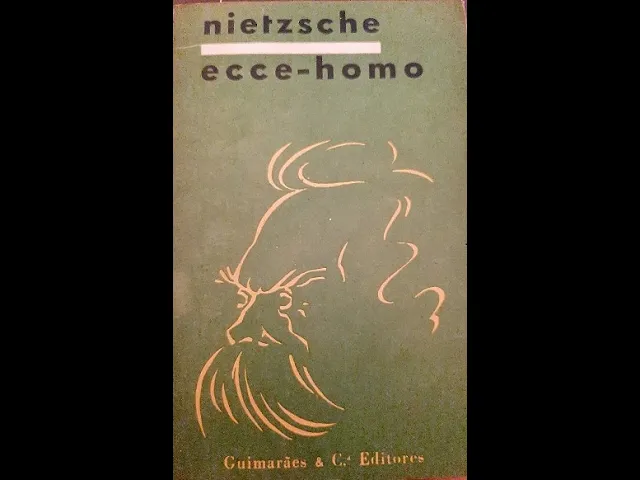 nietzsche
ecce-homo
Guimarães & C.ª Editores